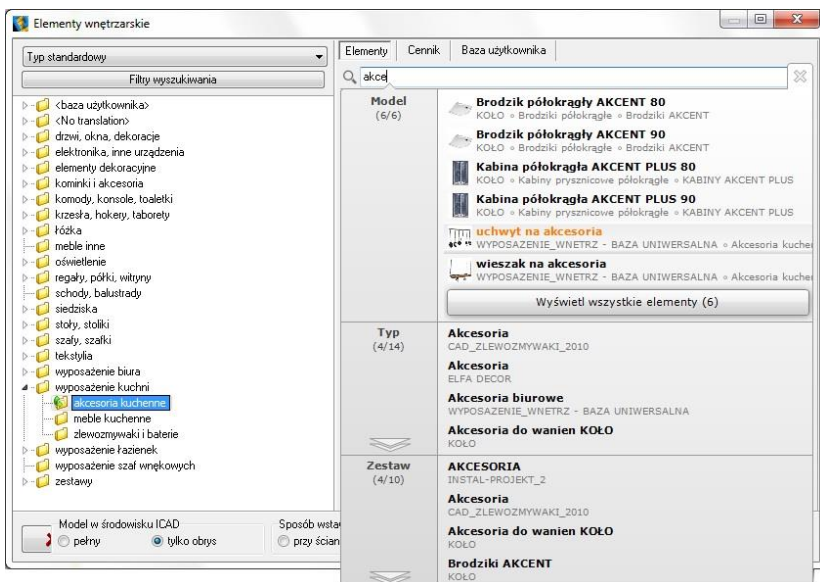 Elementy wnętrzarskie
Typ standardowy
Filtry wyszukiwania
<baza użytkownika>
<No translation>
drzwi, okna, dekoracje
elektronika, inne urządzenia
elementy dekoracyjne
kominki i akcesoria
komody, konsole, toaletki
krzesła, hokery, taborety
łóżka
meble inne
oświetlenie
regały, półki, witryny
schody, balustrady
siedziska
stoły, stoliki
szafy, szafki
tekstylia
wyposażenie biura
wyposażenie kuchni
akcesoria kuchenne
meble kuchenne
zlewozmywaki i baterie
wyposażenie łazienek
wyposażenie szaf wnękowych
zestawy
Model w środowisku ICAD
pełny tylko obrys
Sposób wsta
przy ścian
Elementy Cennik Baza użytkownika
akce
Model
(6/6)
Brodzik półokrągły AKCENT 80
KOŁO » Brodziki półokrągłe » Brodziki AKCENT
Brodzik półokrągły AKCENT 90
KOŁO » Brodziki półokrągłe » Brodziki AKCENT
Kabina półokrągła AKCENT PLUS 80
KOŁO » Kabiny prysznicowe półokrągłe » KABINY AKCENT PLUS
Kabina półokrągła AKCENT PLUS 90
KOŁO » Kabiny prysznicowe półokrągłe » KABINY AKCENT PLUS
uchwyt na akcesoria
WYPOSAZENIE_WNETRZ - BAZA UNIWERSALNA » Akcesoria kuche
wieszak na akcesoria
WYPOSAZENIE_WNETRZ - BAZA UNIWERSALNA » Akcesoria kuche
Wyświetl wszystkie elementy (6)
Typ
(4/14)
Akcesoria
CAD_ZLEWOZMYWAKI_2010
Akcesoria
ELFA DECOR
Akcesoria biurowe
WYPOSAZENIE_WNETRZ - BAZA UNIWERSALNA
Akcesoria do wanien KOŁO
KOŁO
Zestaw
(4/10)
AKCESORIA
INSTAL-PROJEKT_2
Akcesoria
CAD_ZLEWOZMYWAKI_2010
Akcesoria do wanien KOŁO
KOŁO
Brodziki AKCENT
KOŁO